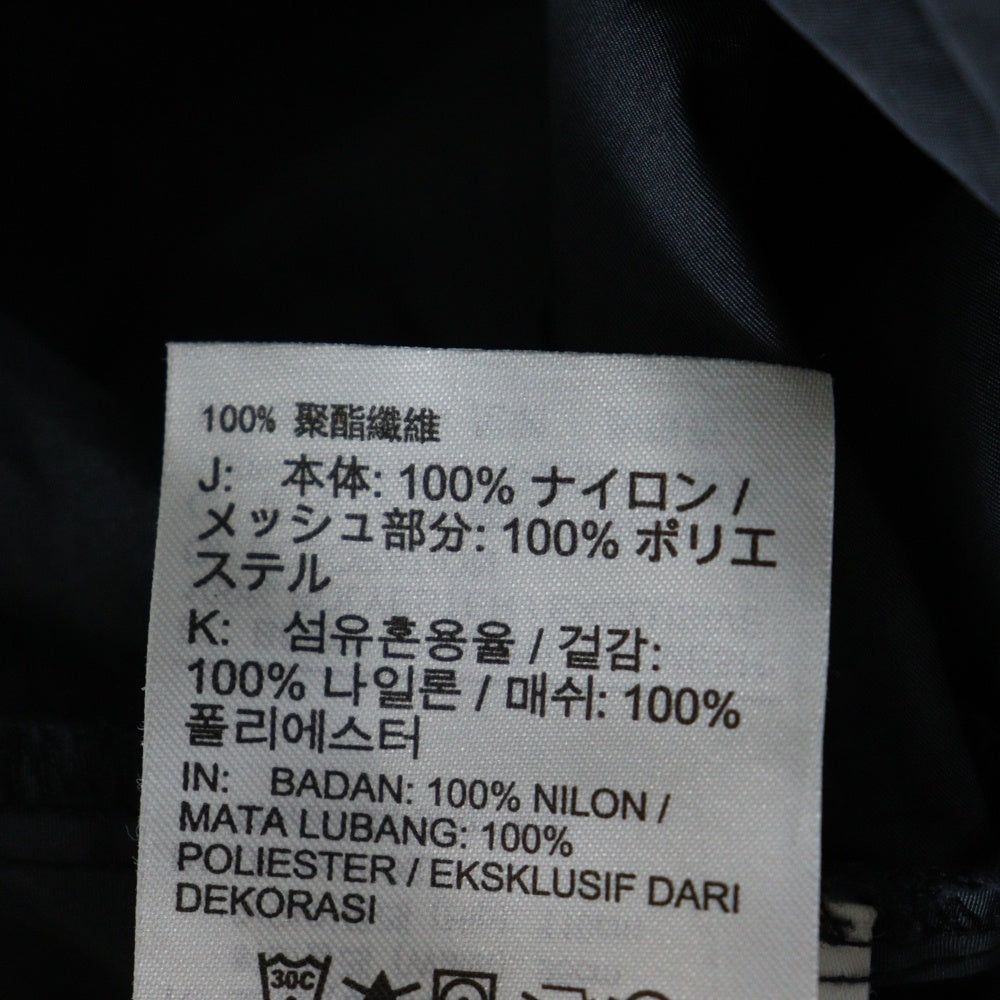 100% 聚酯纖維
J: 本体: 100% ナイロン /
メッシュ部分: 100% ポリエ
ステル
K: 섬유혼용율 / 겉감:
100% 나일론 / 매쉬: 100%
폴리에스터
IN: BADAN: 100% NILON /
MATA LUBANG: 100%
POLIESTER / EKSKLUSIF DARI
DEKORASI
30C